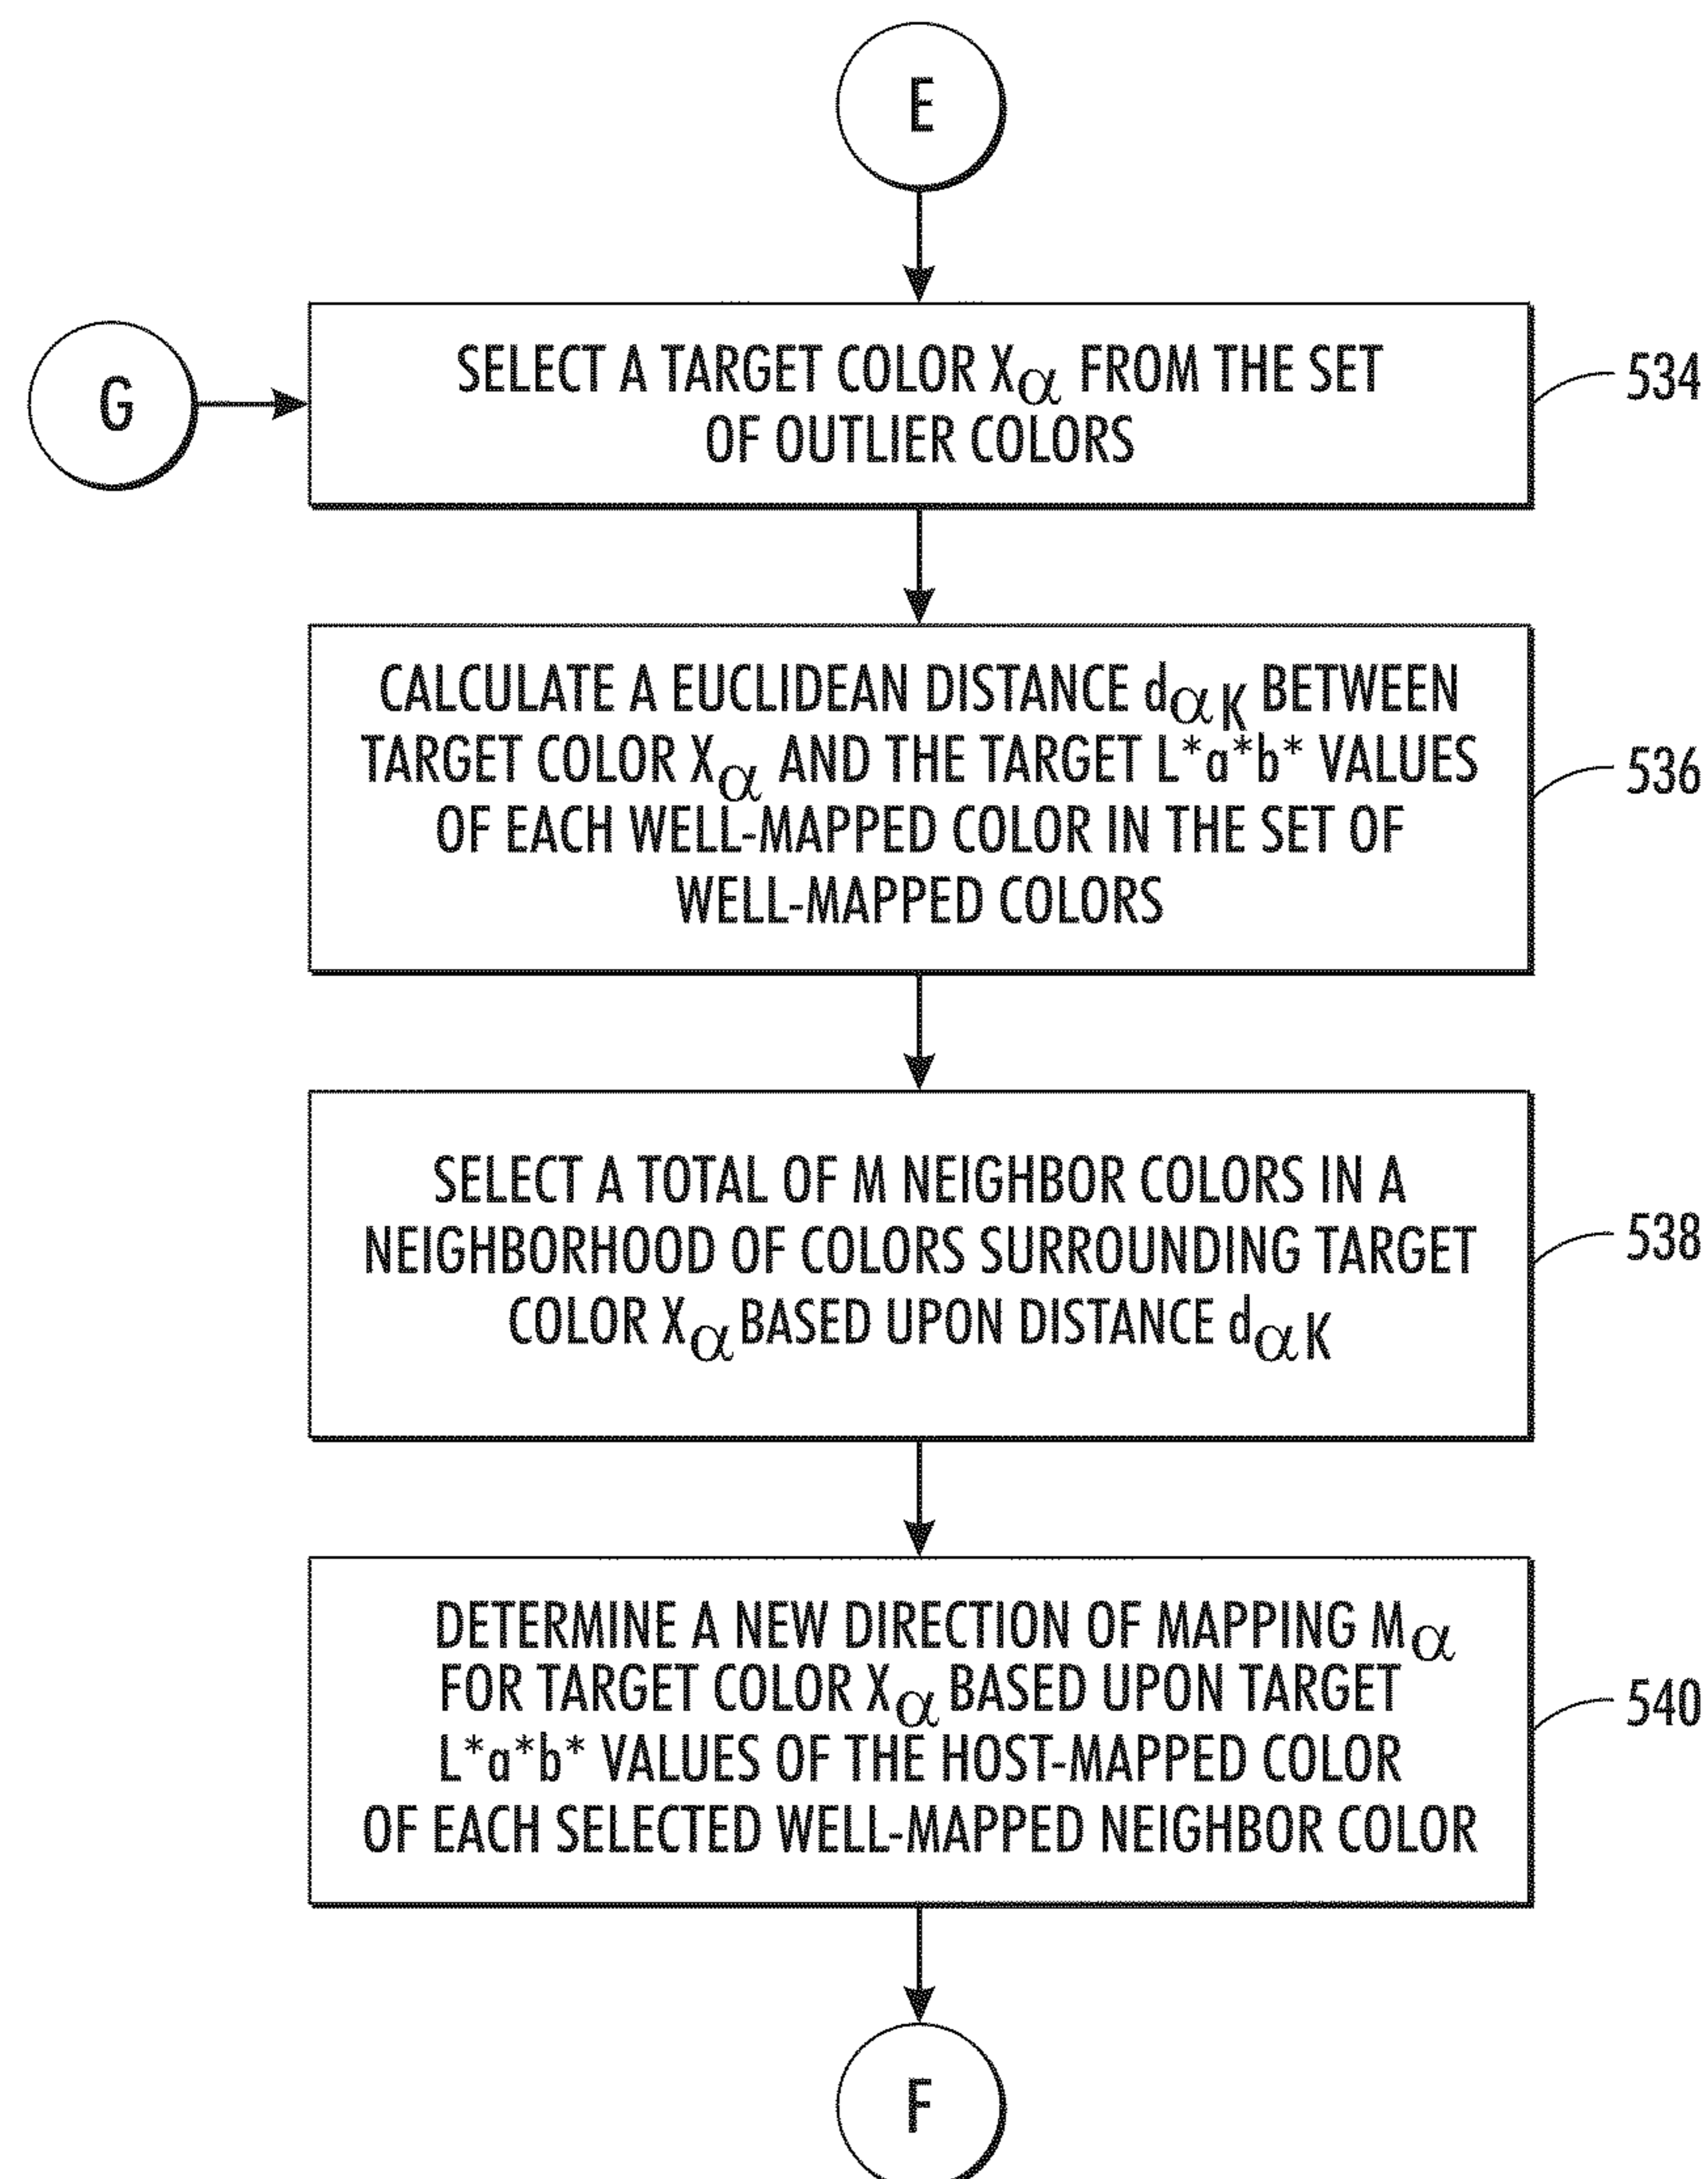 E
G
SELECT A TARGET COLOR Xα FROM THE SET
OF OUTLIER COLORS
534
CALCULATE A EUCLIDEAN DISTANCE dαK BETWEEN
TARGET COLOR Xα AND THE TARGET L*a*b* VALUES
OF EACH WELL-MAPPED COLOR IN THE SET OF
WELL-MAPPED COLORS
536
SELECT A TOTAL OF M NEIGHBOR COLORS IN A
NEIGHBORHOOD OF COLORS SURROUNDING TARGET
COLOR Xα BASED UPON DISTANCE dαK
538
DETERMINE A NEW DIRECTION OF MAPPING Mα
FOR TARGET COLOR Xα BASED UPON TARGET
L*a*b* VALUES OF THE HOST-MAPPED COLOR
OF EACH SELECTED WELL-MAPPED NEIGHBOR COLOR
540
F